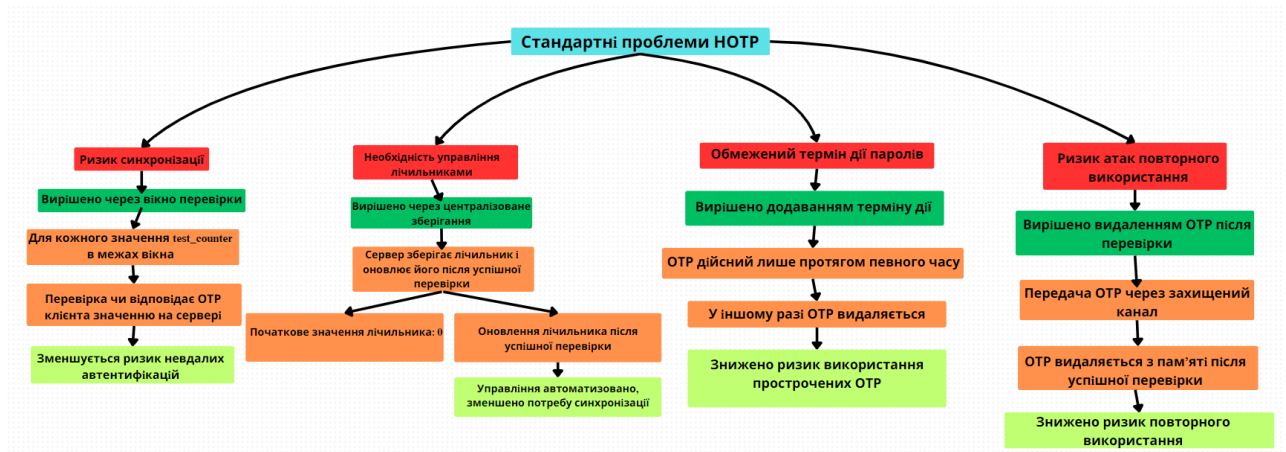 Стандартні проблеми HOTP
Ризик синхронізації
Вирішено через вікно перевірки
Для кожного значення test_counter
в межах вікна
Перевірка чи відповідає OTP
клієнта значенню на сервері
Зменшується ризик невдалих
автентифікацій
Необхідність управління
лічильниками
Вирішено через централізоване
зберігання
Сервер зберігає лічильник і
оновлює його після успішної
перевірки
Початкове значення лічильника: 0
Оновлення лічильника після
успішної перевірки
Управління автоматизовано,
зменшено потребу синхронізації
Обмежений термін дії паролів
Вирішено додаванням терміну дії
OTP дійсний лише протягом певного часу
У іншому разі OTP видаляється
Знижено ризик використання
прострочених OTP
Ризик атак повторного
використання
Вирішено видаленням OTP після
перевірки
Передача OTP через захищений
канал
OTP видаляється з пам’яті після
успішної перевірки
Знижено ризик повторного
використання